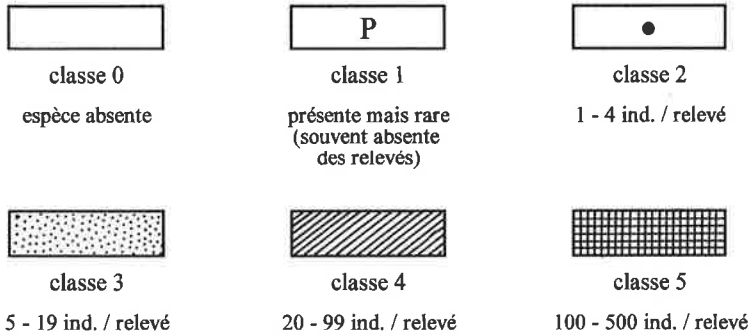 P
classe 0
classe 1
classe 2
espèce absente
présente mais rare
(souvent absente
des relevés)
1 - 4 ind. / relevé
classe 3
classe 4
classe 5
5 - 19 ind. / relevé
20 - 99 ind. / relevé
100 - 500 ind. / relevé